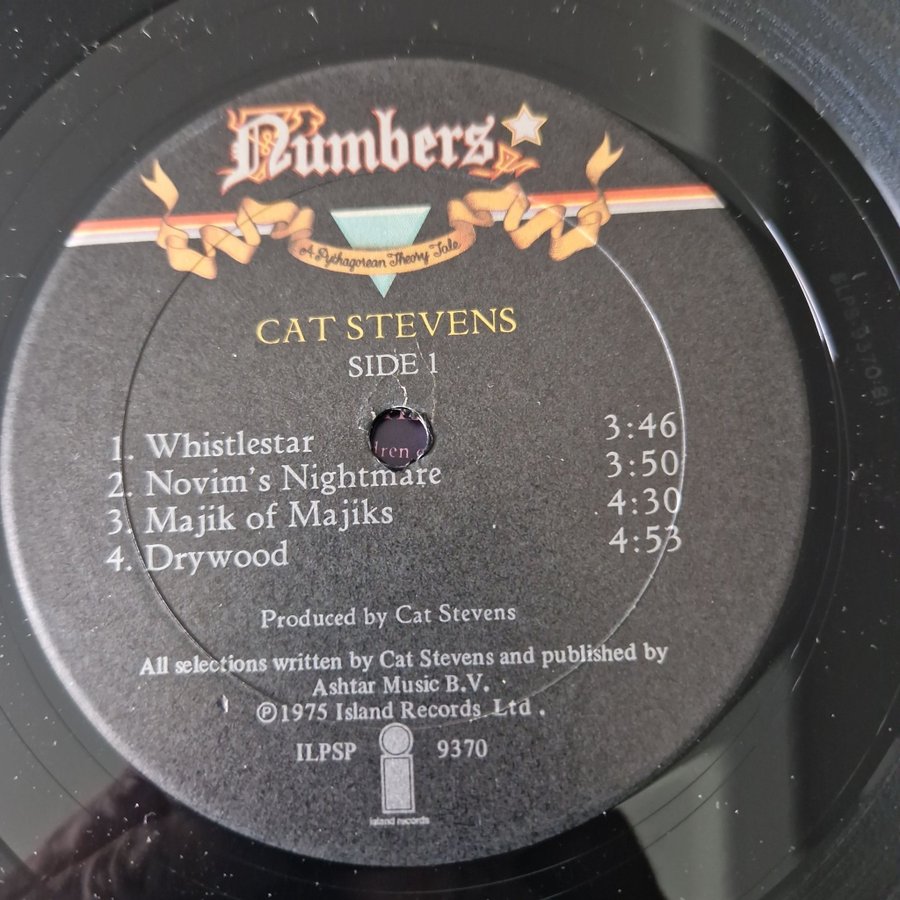 Numbers
A Pythagorean Theory Tale
CAT STEVENS
SIDE 1
1. Whistlestar 3:46
2. Novim's Nightmare 3:50
3. Majik of Majiks 4:30
4. Drywood 4:53
Produced by Cat Stevens
All selections written by Cat Stevens and published by
Ashtar Music B.V.
℗1975 Island Records Ltd.
ILPSP 9370
island records